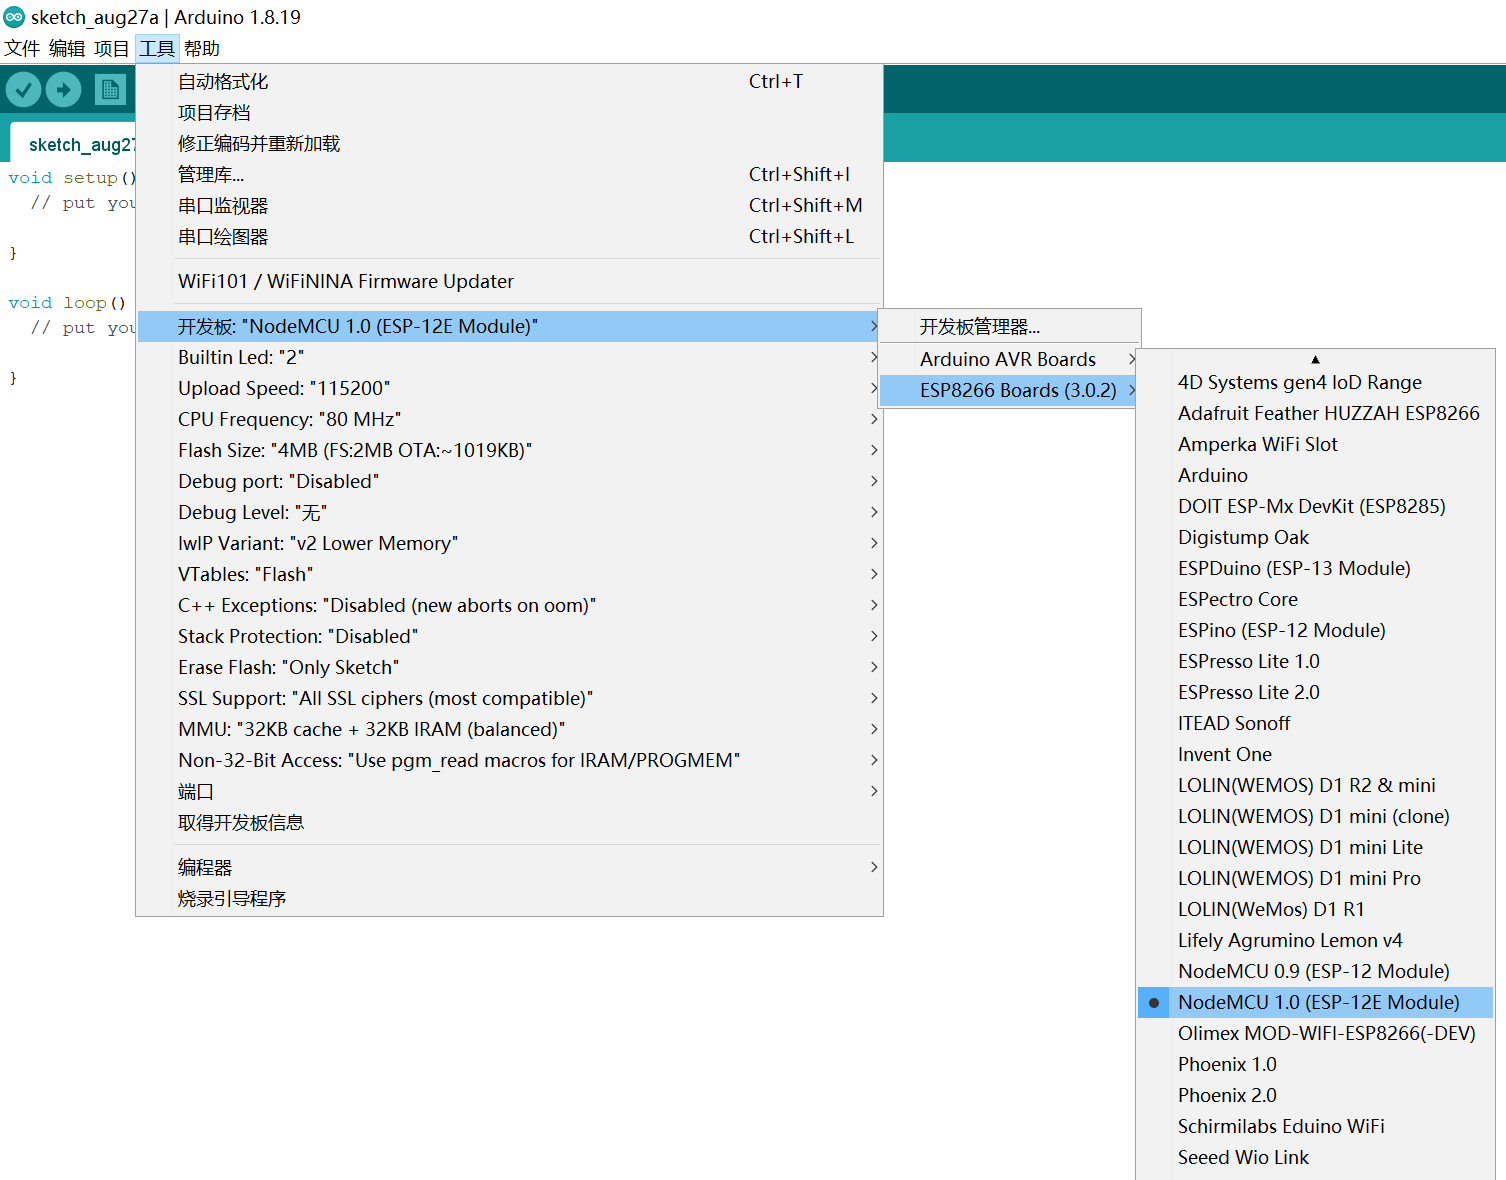 sketch_aug27a | Arduino 1.8.19
文件 编辑 项目 工具 帮助
sketch_aug27
void setup()
// put you
}
void loop()
// put you
}
自动格式化 Ctrl+T
项目存档
修正编码并重新加载
管理库... Ctrl+Shift+I
串口监视器 Ctrl+Shift+M
串口绘图器 Ctrl+Shift+L
WiFi101 / WiFiNINA Firmware Updater
开发板: "NodeMCU 1.0 (ESP-12E Module)"
Builtin Led: "2"
Upload Speed: "115200"
CPU Frequency: "80 MHz"
Flash Size: "4MB (FS:2MB OTA:~1019KB)"
Debug port: "Disabled"
Debug Level: "无"
lwIP Variant: "v2 Lower Memory"
VTables: "Flash"
C++ Exceptions: "Disabled (new aborts on oom)"
Stack Protection: "Disabled"
Erase Flash: "Only Sketch"
SSL Support: "All SSL ciphers (most compatible)"
MMU: "32KB cache + 32KB IRAM (balanced)"
Non-32-Bit Access: "Use pgm_read macros for IRAM/PROGMEM"
端口
取得开发板信息
编程器
烧录引导程序
开发板管理器...
Arduino AVR Boards
ESP8266 Boards (3.0.2)
4D Systems gen4 IoD Range
Adafruit Feather HUZZAH ESP8266
Amperka WiFi Slot
Arduino
DOIT ESP-Mx DevKit (ESP8285)
Digistump Oak
ESPDuino (ESP-13 Module)
ESPectro Core
ESPino (ESP-12 Module)
ESPresso Lite 1.0
ESPresso Lite 2.0
ITEAD Sonoff
Invent One
LOLIN(WEMOS) D1 R2 & mini
LOLIN(WEMOS) D1 mini (clone)
LOLIN(WEMOS) D1 mini Lite
LOLIN(WEMOS) D1 mini Pro
LOLIN(WeMos) D1 R1
Lifely Agrumino Lemon v4
NodeMCU 0.9 (ESP-12 Module)
NodeMCU 1.0 (ESP-12E Module)
Olimex MOD-WIFI-ESP8266(-DEV)
Phoenix 1.0
Phoenix 2.0
Schirmilabs Eduino WiFi
Seeed Wio Link